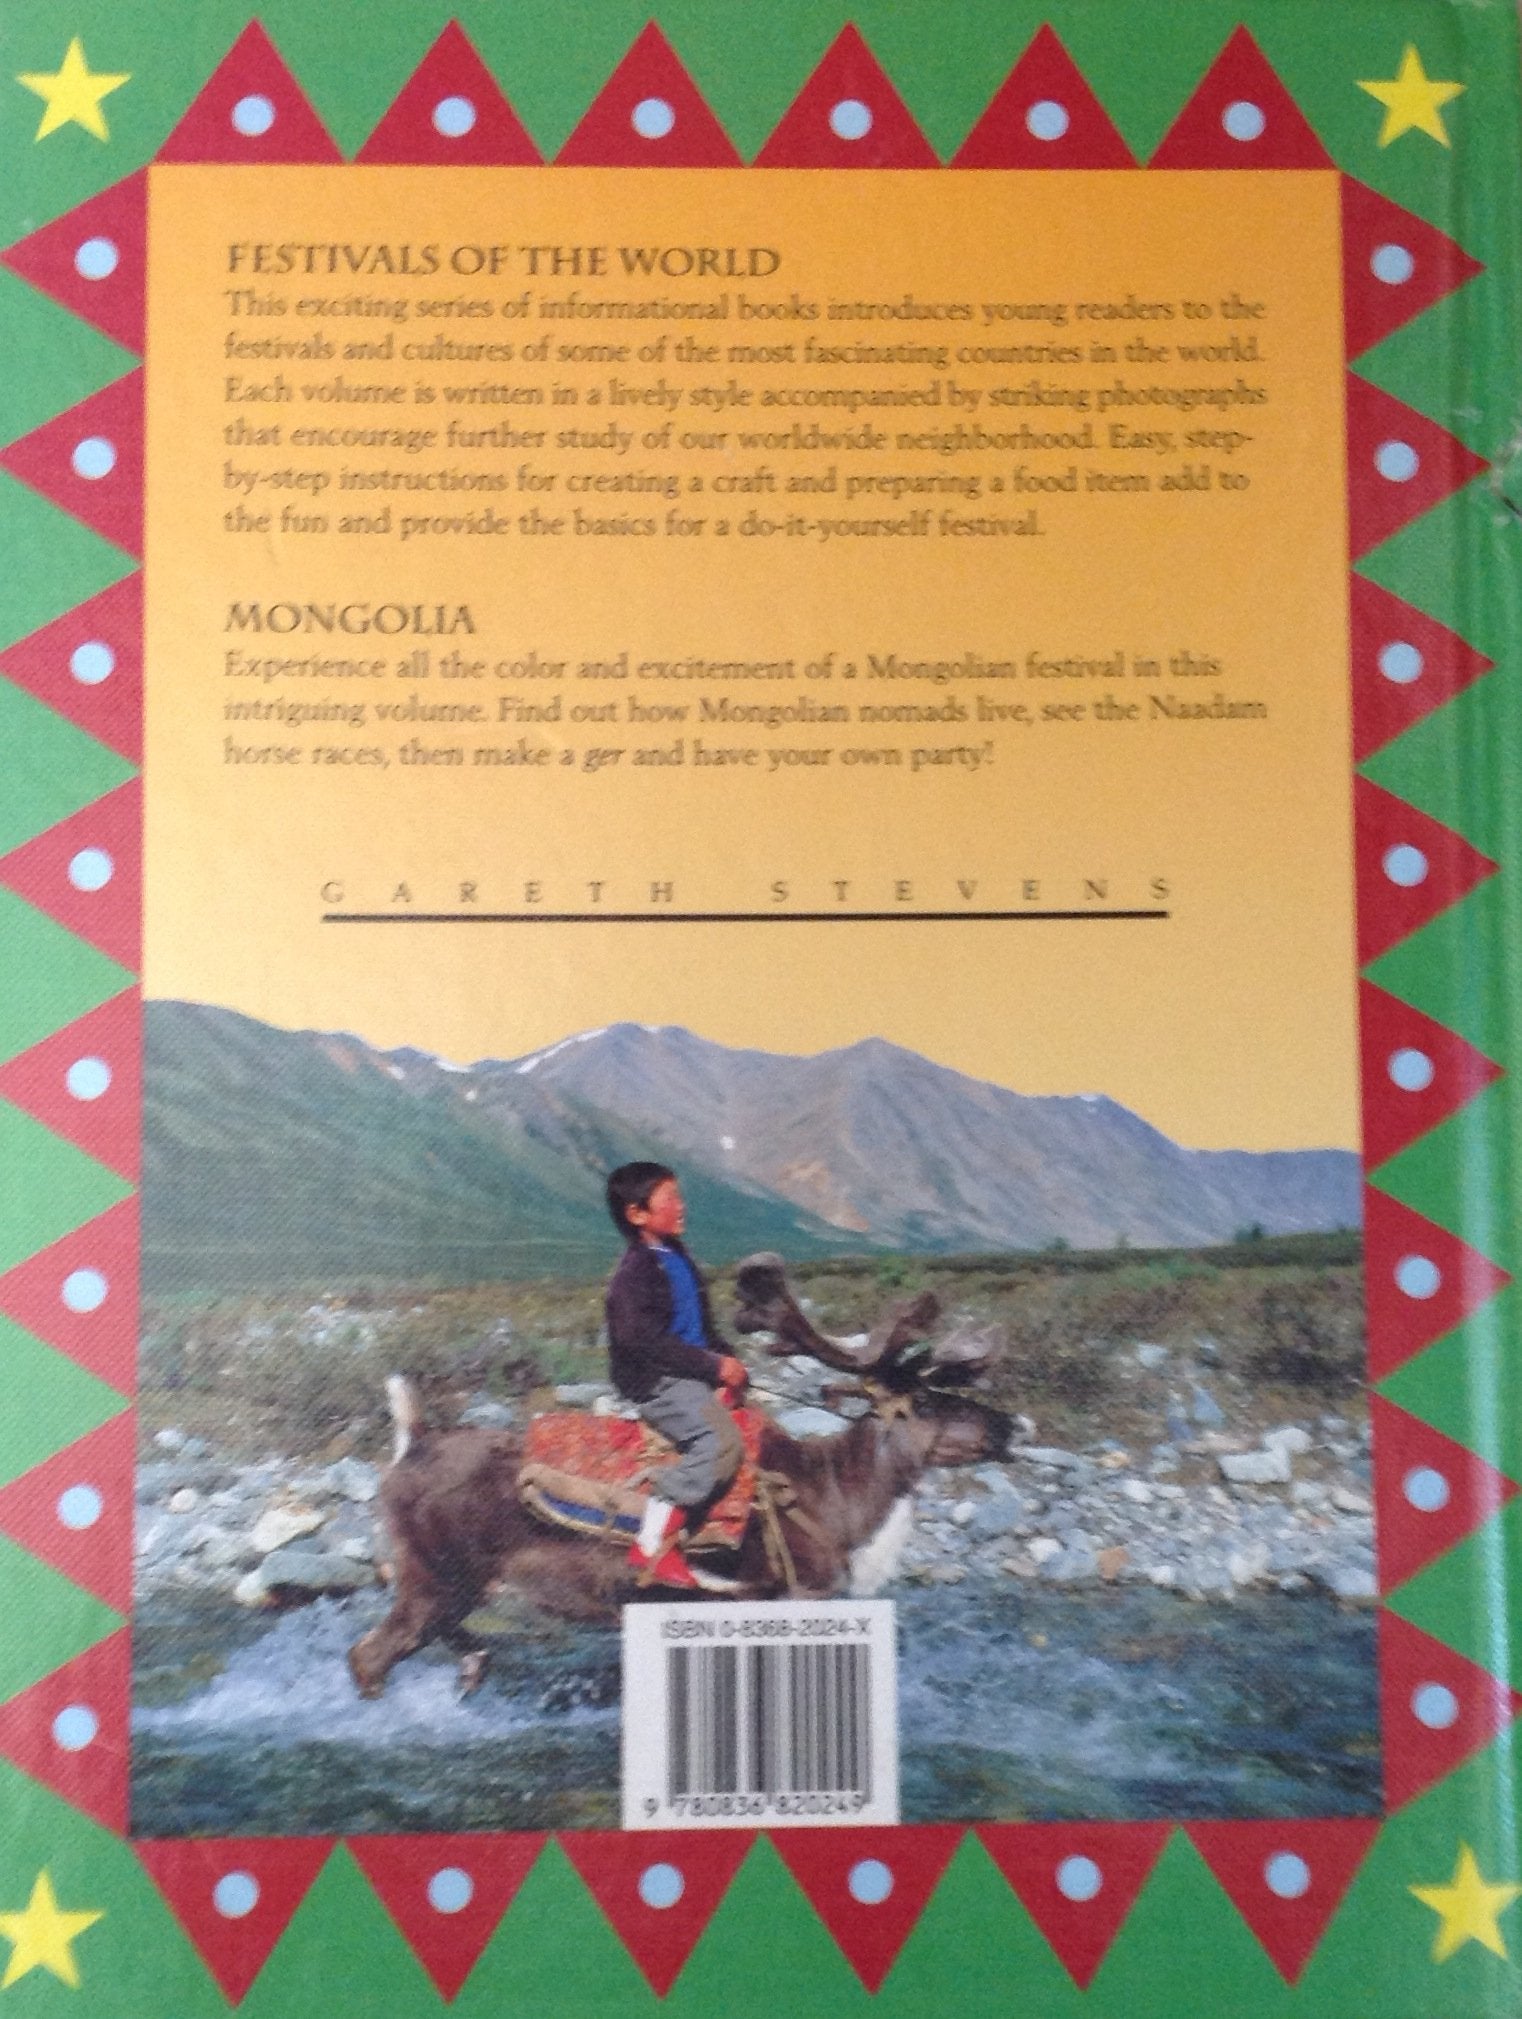 FESTIVALS OF THE WORLD
This exciting series of informational books introduces young readers to the
festivals and cultures of some of the most fascinating countries in the world.
Each volume is written in a lively style accompanied by striking photographs
that encourage further study of our worldwide neighborhood. Easy, step-
by-step instructions for creating a craft and preparing a food item add to
the fun and provide the basics for a do-it-yourself festival.
MONGOLIA
Experience all the color and excitement of a Mongolian festival in this
intriguing volume. Find out how Mongolian nomads live, see the Naadam
horse races, then make a ger and have your own party!
GARETH STEVENS
ISBN 0-8368-2024-X
9 780836 820249